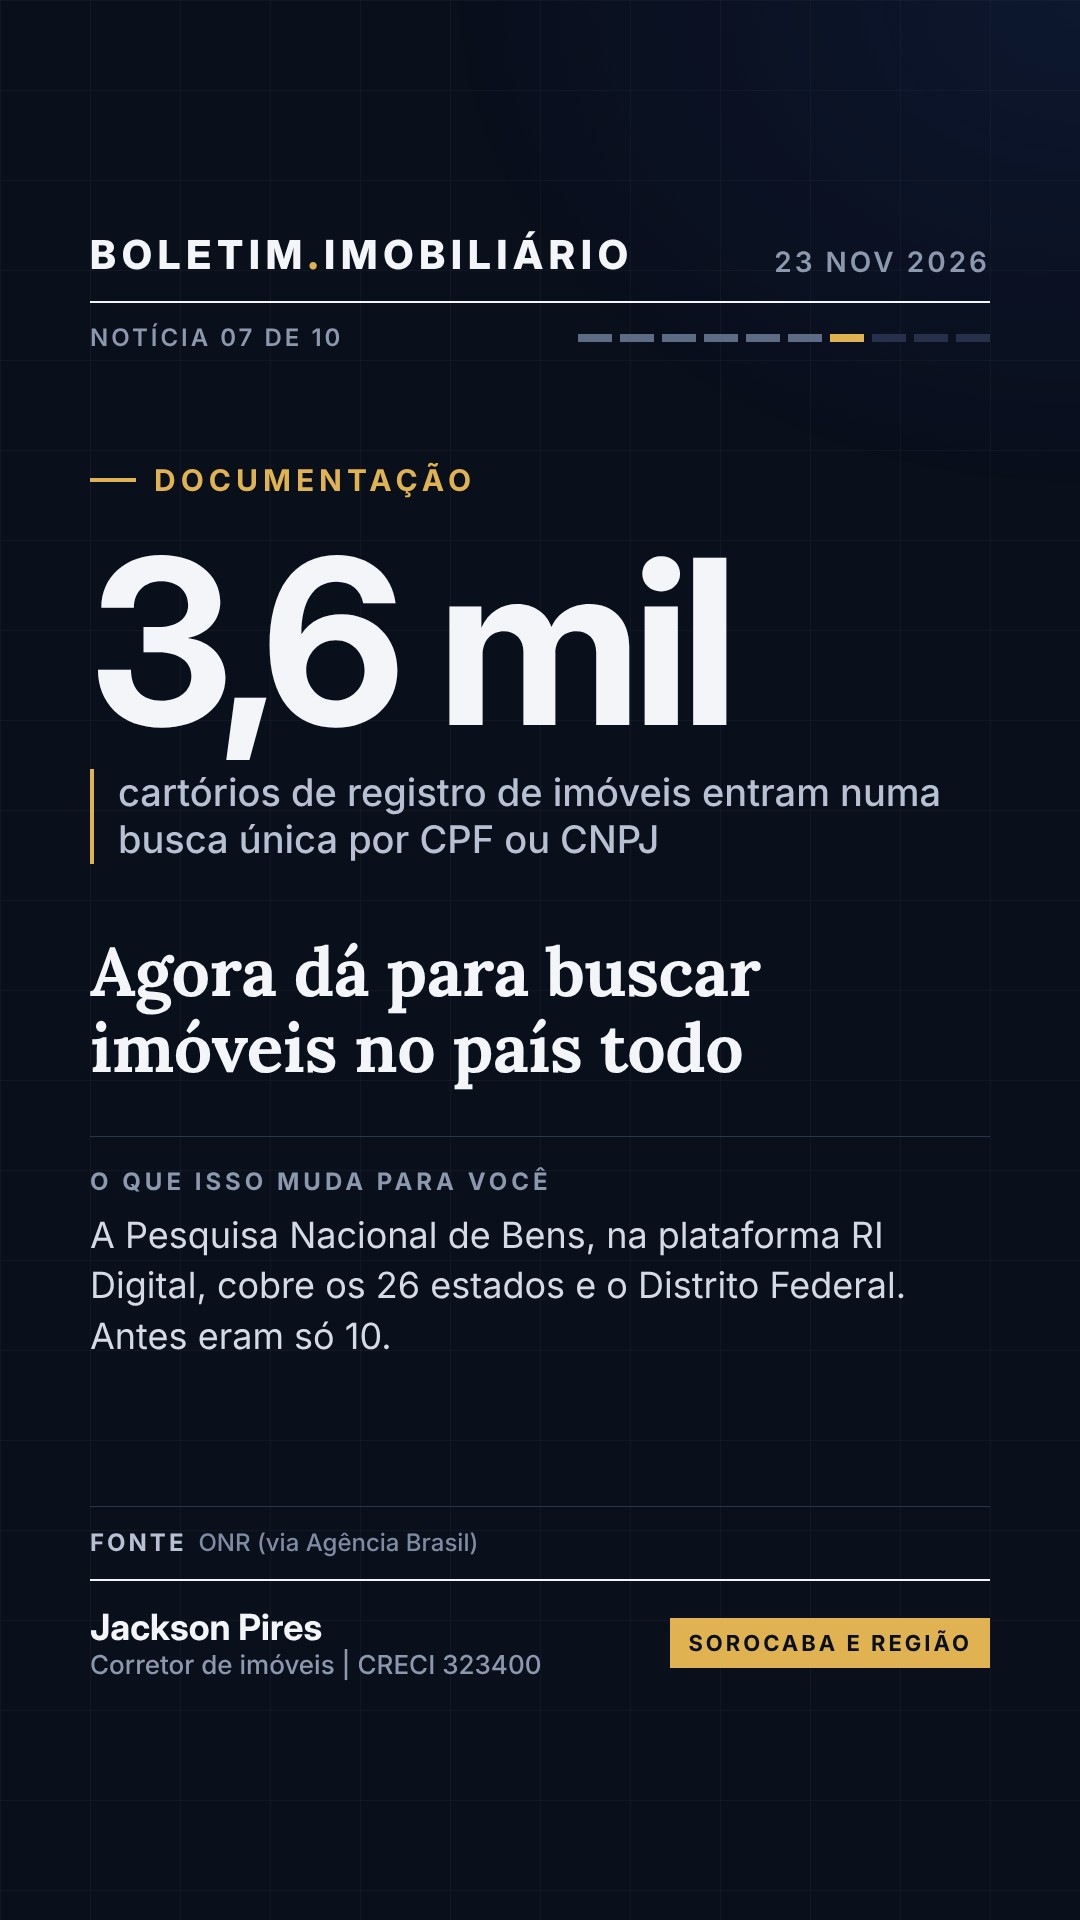 BOLETIM.IMOBILIÁRIO
23 NOV 2026
NOTÍCIA 07 DE 10
DOCUMENTAÇÃO
3,6 mil
cartórios de registro de imóveis entram numa
busca única por CPF ou CNPJ
Agora dá para buscar
imóveis no país todo
O QUE ISSO MUDA PARA VOCÊ
A Pesquisa Nacional de Bens, na plataforma RI
Digital, cobre os 26 estados e o Distrito Federal.
Antes eram só 10.
FONTE ONR (via Agência Brasil)
Jackson Pires
Corretor de imóveis | CRECI 323400
SOROCABA E REGIÃO